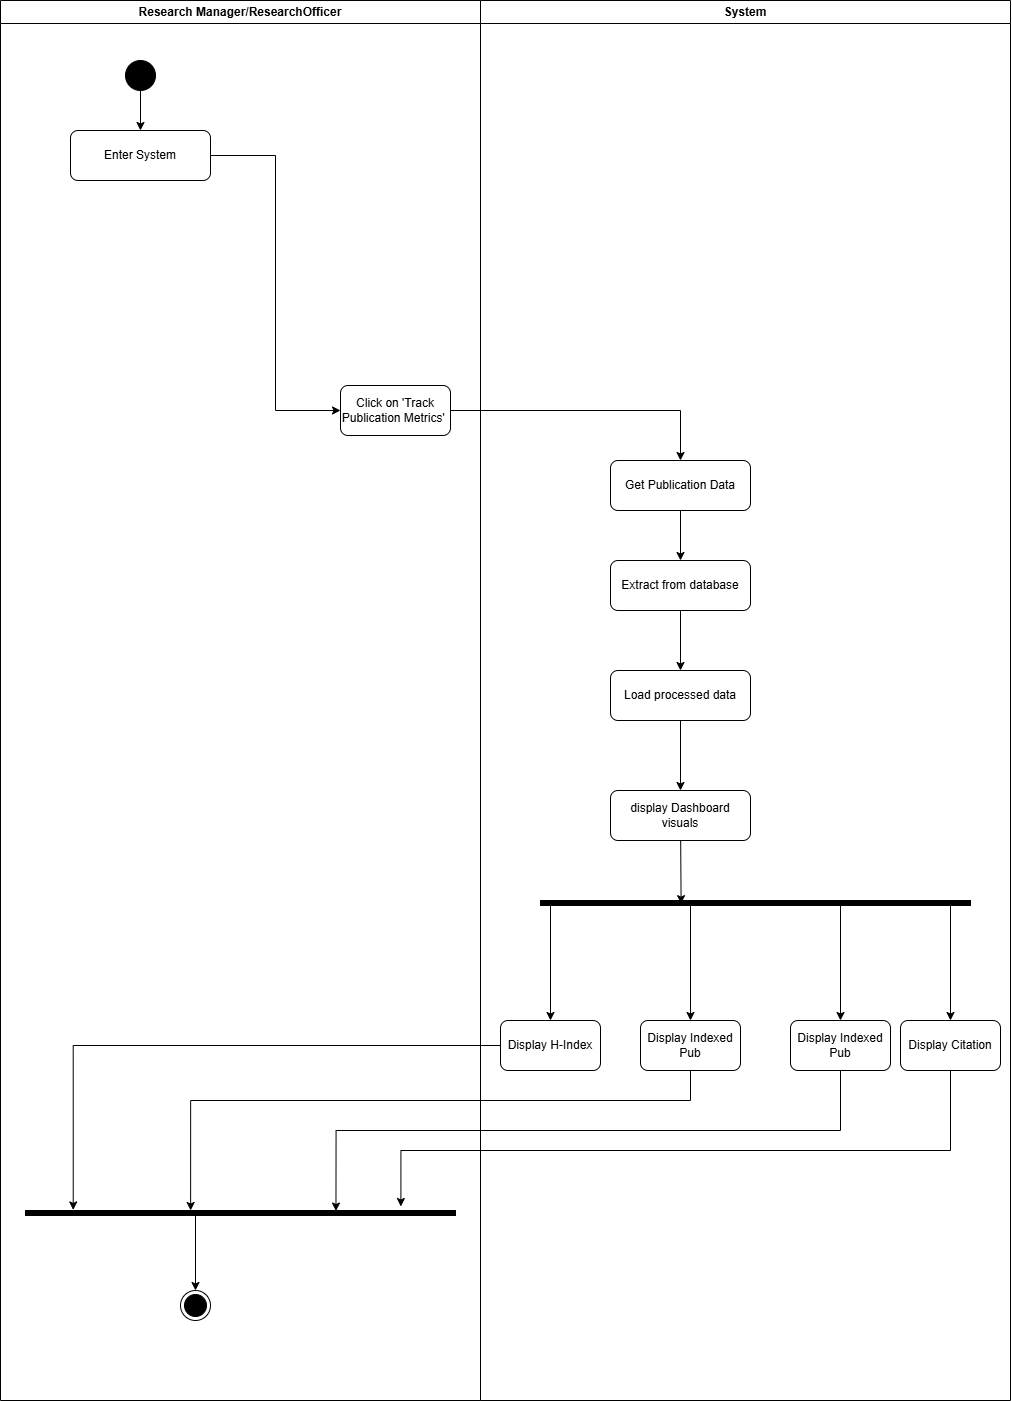 Research Manager/ResearchOfficer
System
Enter System
Click on 'Track
Publication Metrics'
Get Publication Data
Extract from database
Load processed data
display Dashboard
visuals
Display H-Index
Display Indexed
Pub
Display Indexed
Pub
Display Citation